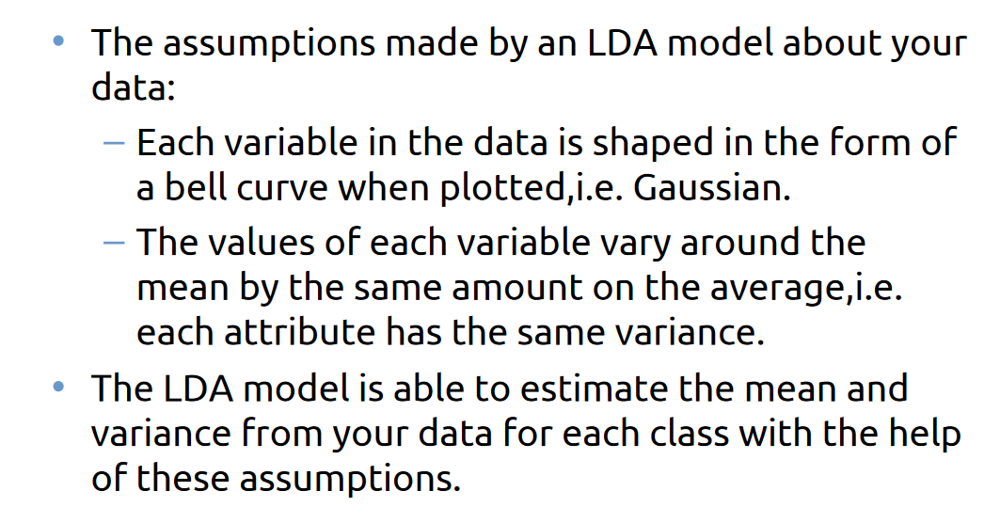 • The assumptions made by an LDA model about your
data:
– Each variable in the data is shaped in the form of
a bell curve when plotted,i.e. Gaussian.
– The values of each variable vary around the
mean by the same amount on the average,i.e.
each attribute has the same variance.
• The LDA model is able to estimate the mean and
variance from your data for each class with the help
of these assumptions.